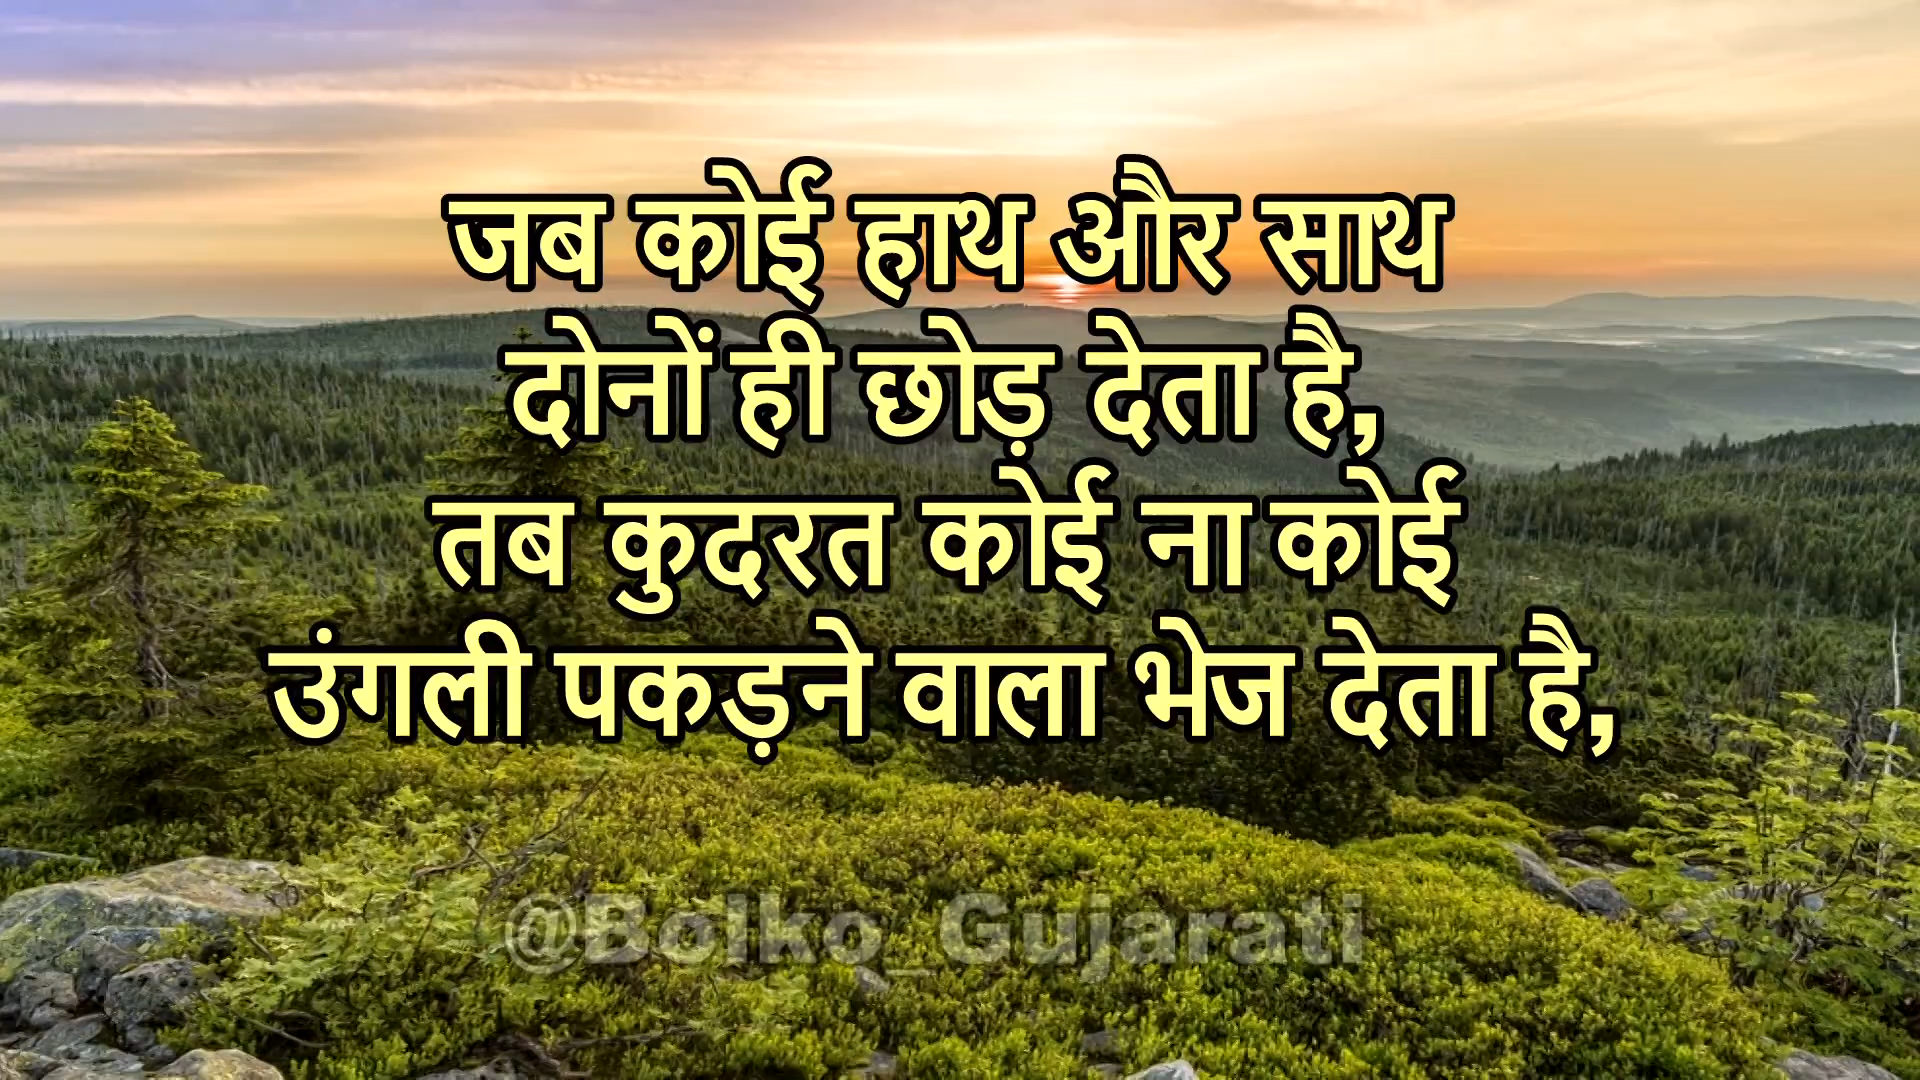 जब कोई हाथ और साथ
दोनों ही छोड़ देता है,
तब कुदरत कोई ना कोई
उंगली पकड़ने वाला भेज देता है,
@Bolko_Gujarati